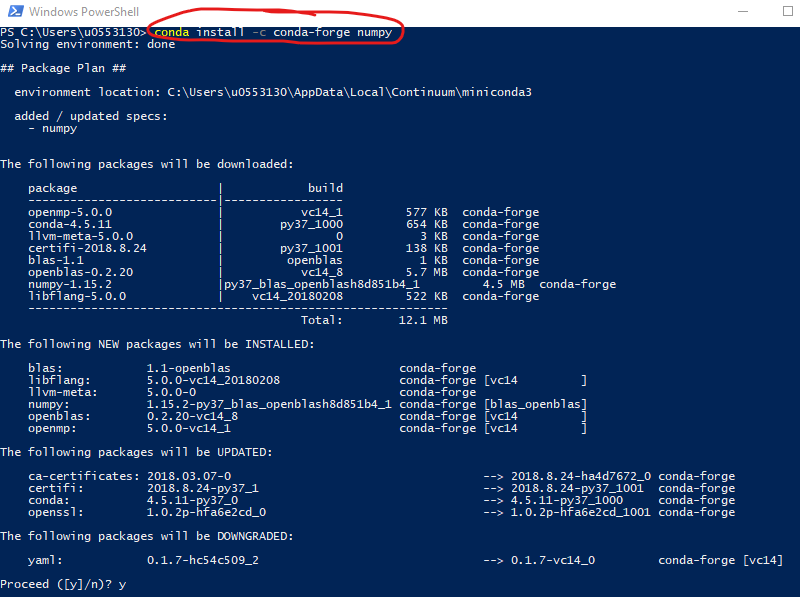 Windows PowerShell
PS C:\Users\u0553130> conda install -c conda-forge numpy
Solving environment: done
## Package Plan ##
environment location: C:\Users\u0553130\AppData\Local\Continuum\miniconda3
added / updated specs:
- numpy
The following packages will be downloaded:
package | build
---------------------------|-----------------
openmp-5.0.0 | vc14_1 577 KB conda-forge
conda-4.5.11 | py37_1000 654 KB conda-forge
llvm-meta-5.0.0 | 0 3 KB conda-forge
certifi-2018.8.24 | py37_1001 138 KB conda-forge
blas-1.1 | openblas 1 KB conda-forge
openblas-0.2.20 | vc14_8 5.7 MB conda-forge
numpy-1.15.2 |py37_blas_openblash8d851b4_1 4.5 MB conda-forge
libflang-5.0.0 | vc14_20180208 522 KB conda-forge
------------------------------------------------------------
Total: 12.1 MB
The following NEW packages will be INSTALLED:
blas: 1.1-openblas conda-forge
libflang: 5.0.0-vc14_20180208 conda-forge [vc14 ]
llvm-meta: 5.0.0-0 conda-forge
numpy: 1.15.2-py37_blas_openblash8d851b4_1 conda-forge [blas_openblas]
openblas: 0.2.20-vc14_8 conda-forge [vc14 ]
openmp: 5.0.0-vc14_1 conda-forge [vc14 ]
The following packages will be UPDATED:
ca-certificates: 2018.03.07-0 --> 2018.8.24-ha4d7672_0 conda-forge
certifi: 2018.8.24-py37_1 --> 2018.8.24-py37_1001 conda-forge
conda: 4.5.11-py37_0 --> 4.5.11-py37_1000 conda-forge
openssl: 1.0.2p-hfa6e2cd_0 --> 1.0.2p-hfa6e2cd_1001 conda-forge
The following packages will be DOWNGRADED:
yaml: 0.1.7-hc54c509_2 --> 0.1.7-vc14_0 conda-forge [vc14]
Proceed ([y]/n)? y